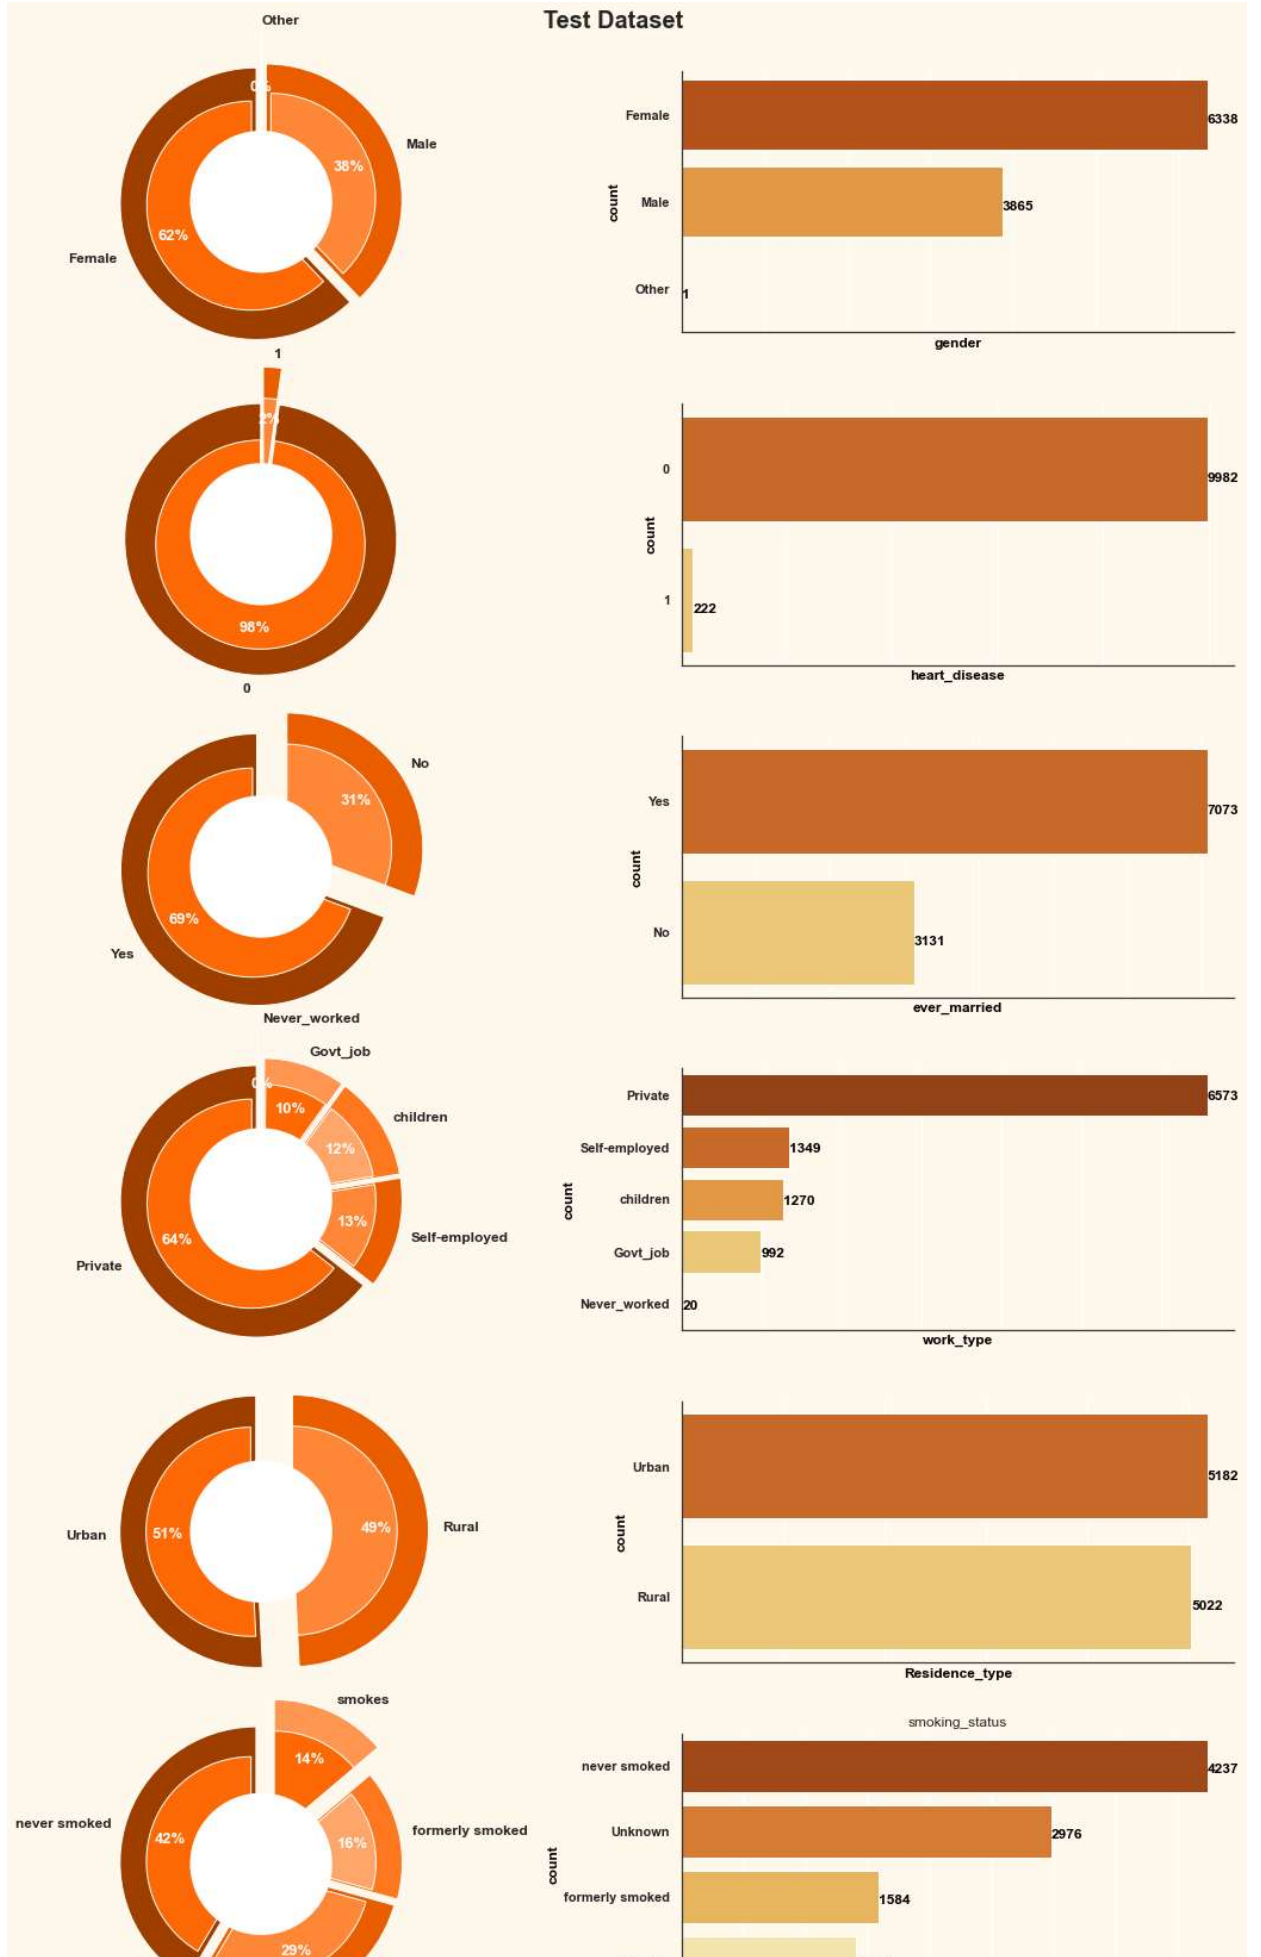 Test Dataset
Other
0%
Male
38%
62%
Female
Female
6338
Male
3865
Other
1
count
gender
1
2%
98%
0
0
9982
1
222
count
heart_disease
No
31%
69%
Yes
Yes
7073
No
3131
count
ever_married
Never_worked
Govt_job
0%
10%
children
12%
13%
Self-employed
64%
Private
Private
6573
Self-employed
1349
children
1270
Govt_job
992
Never_worked
20
count
work_type
Urban
51%
49%
Rural
Urban
5182
Rural
5022
count
Residence_type
smokes
14%
never smoked
42%
16%
formerly smoked
29%
smoking_status
never smoked
4237
Unknown
2976
formerly smoked
1584
count